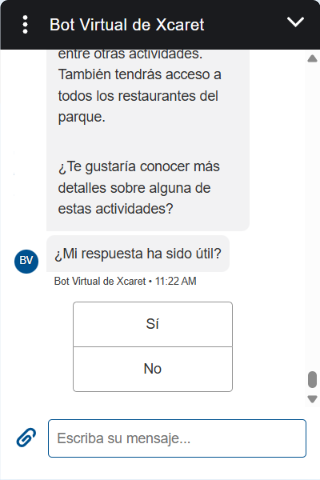 Bot Virtual de Xcaret
entre otras actividades.
También tendrás acceso a
todos los restaurantes del
parque.
¿Te gustaría conocer más
detalles sobre alguna de
estas actividades?
BV
¿Mi respuesta ha sido útil?
Bot Virtual de Xcaret • 11:22 AM
Sí
No
Escriba su mensaje...